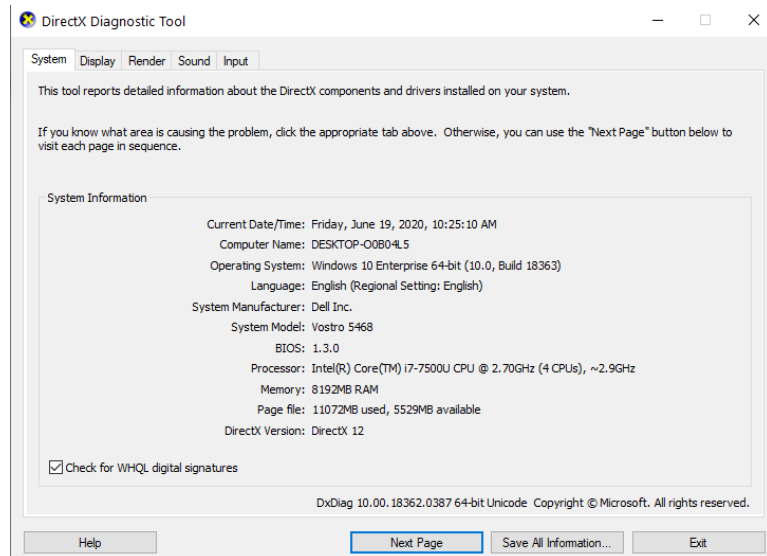 DirectX Diagnostic Tool
System Display Render Sound Input
This tool reports detailed information about the DirectX components and drivers installed on your system.
If you know what area is causing the problem, click the appropriate tab above.  Otherwise, you can use the "Next Page" button below to
visit each page in sequence.
System Information
Current Date/Time: Friday, June 19, 2020, 10:25:10 AM
Computer Name: DESKTOP-O0B04L5
Operating System: Windows 10 Enterprise 64-bit (10.0, Build 18363)
Language: English (Regional Setting: English)
System Manufacturer: Dell Inc.
System Model: Vostro 5468
BIOS: 1.3.0
Processor: Intel(R) Core(TM) i7-7500U CPU @ 2.70GHz (4 CPUs), ~2.9GHz
Memory: 8192MB RAM
Page file: 11072MB used, 5529MB available
DirectX Version: DirectX 12
Check for WHQL digital signatures
DxDiag 10.00.18362.0387 64-bit Unicode  Copyright © Microsoft. All rights reserved.
Help Next Page Save All Information... Exit